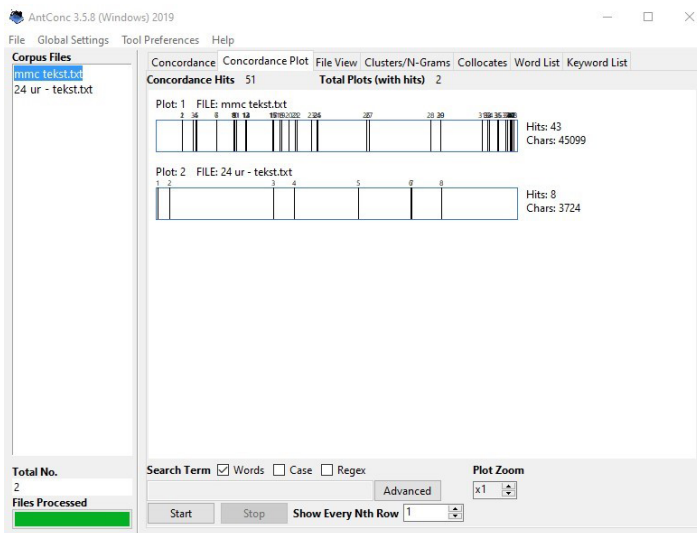 AntConc 3.5.8 (Windows) 2019
File Global Settings Tool Preferences Help
Corpus Files
mmc tekst.txt
24 ur - tekst.txt
Concordance Concordance Plot File View Clusters/N-Grams Collocates Word List Keyword List
Concordance Hits 51 Total Plots (with hits) 2
Plot: 1 FILE: mmc tekst.txt
Hits: 43
Chars: 45099
Plot: 2 FILE: 24 ur - tekst.txt
1 2 3 4 5 8
Hits: 8
Chars: 3724
Total No.
2
Files Processed
Search Term Words Case Regex Plot Zoom
Advanced x1
Start Stop Show Every Nth Row 1